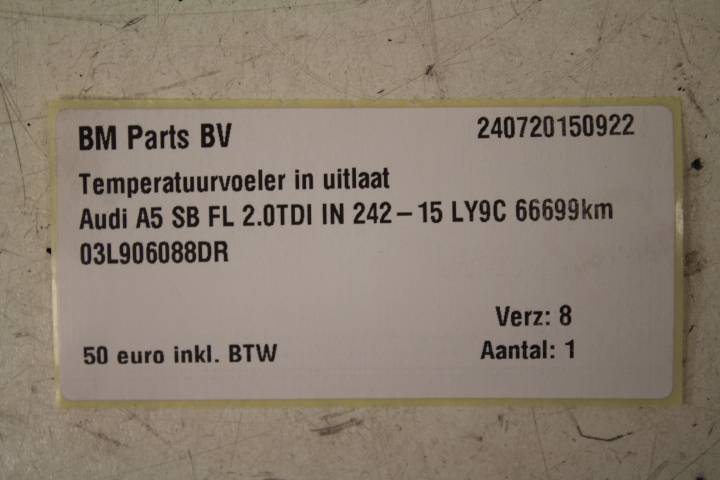 BM Parts BV 240720150922
Temperatuurvoeler in uitlaat
Audi A5 SB FL 2.0TDI IN 242-15 LY9C 66699km
03L906088DR
Verz: 8
50 euro inkl. BTW Aantal: 1